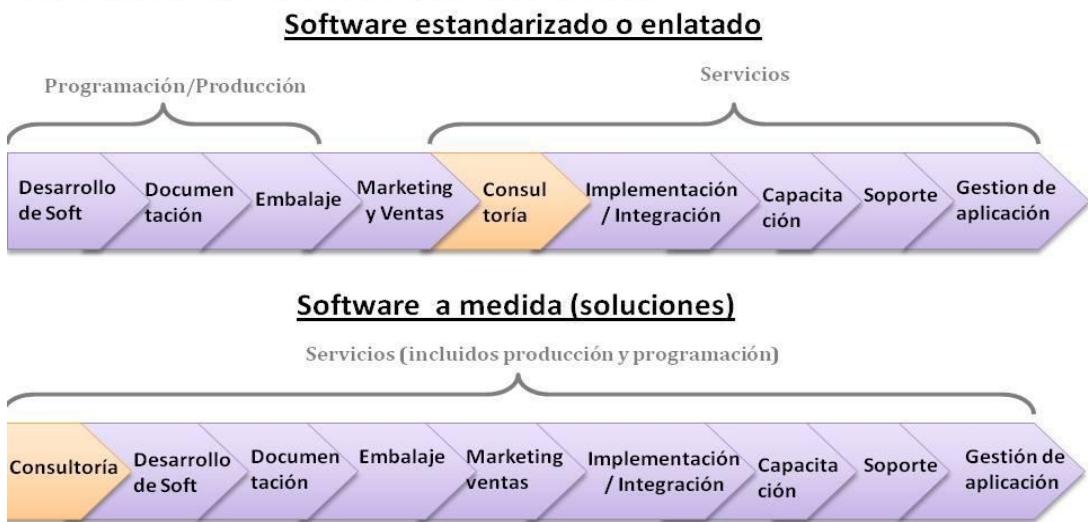 Software estandarizado o enlatado
Programación/Producción
Servicios
Desarrollo
de Soft
Documen
tación
Embalaje
Marketing
y Ventas
Consul
toría
Implementación
/ Integración
Capacita
ción
Soporte
Gestion de
aplicación
Software a medida (soluciones)
Servicios (incluidos producción y programación)
Consultoría
Desarrollo
de Soft
Documen
tación
Embalaje
Marketing
ventas
Implementación
/ Integración
Capacita
ción
Soporte
Gestión de
aplicación